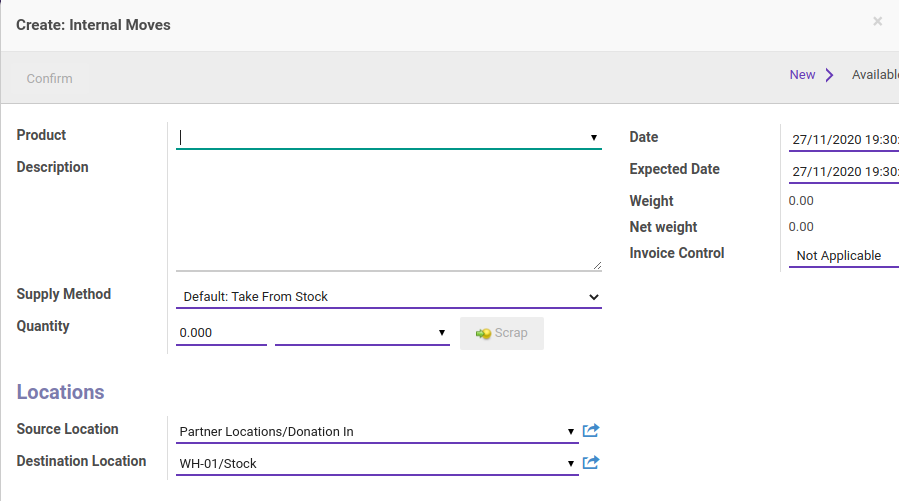 Create: Internal Moves
×
Confirm
New
Available
Product
Description
Supply Method
Default: Take From Stock
Quantity
0.000
Scrap
Date
27/11/2020 19:30:
Expected Date
27/11/2020 19:30:
Weight
0.00
Net weight
0.00
Invoice Control
Not Applicable
Locations
Source Location
Partner Locations/Donation In
Destination Location
WH-01/Stock